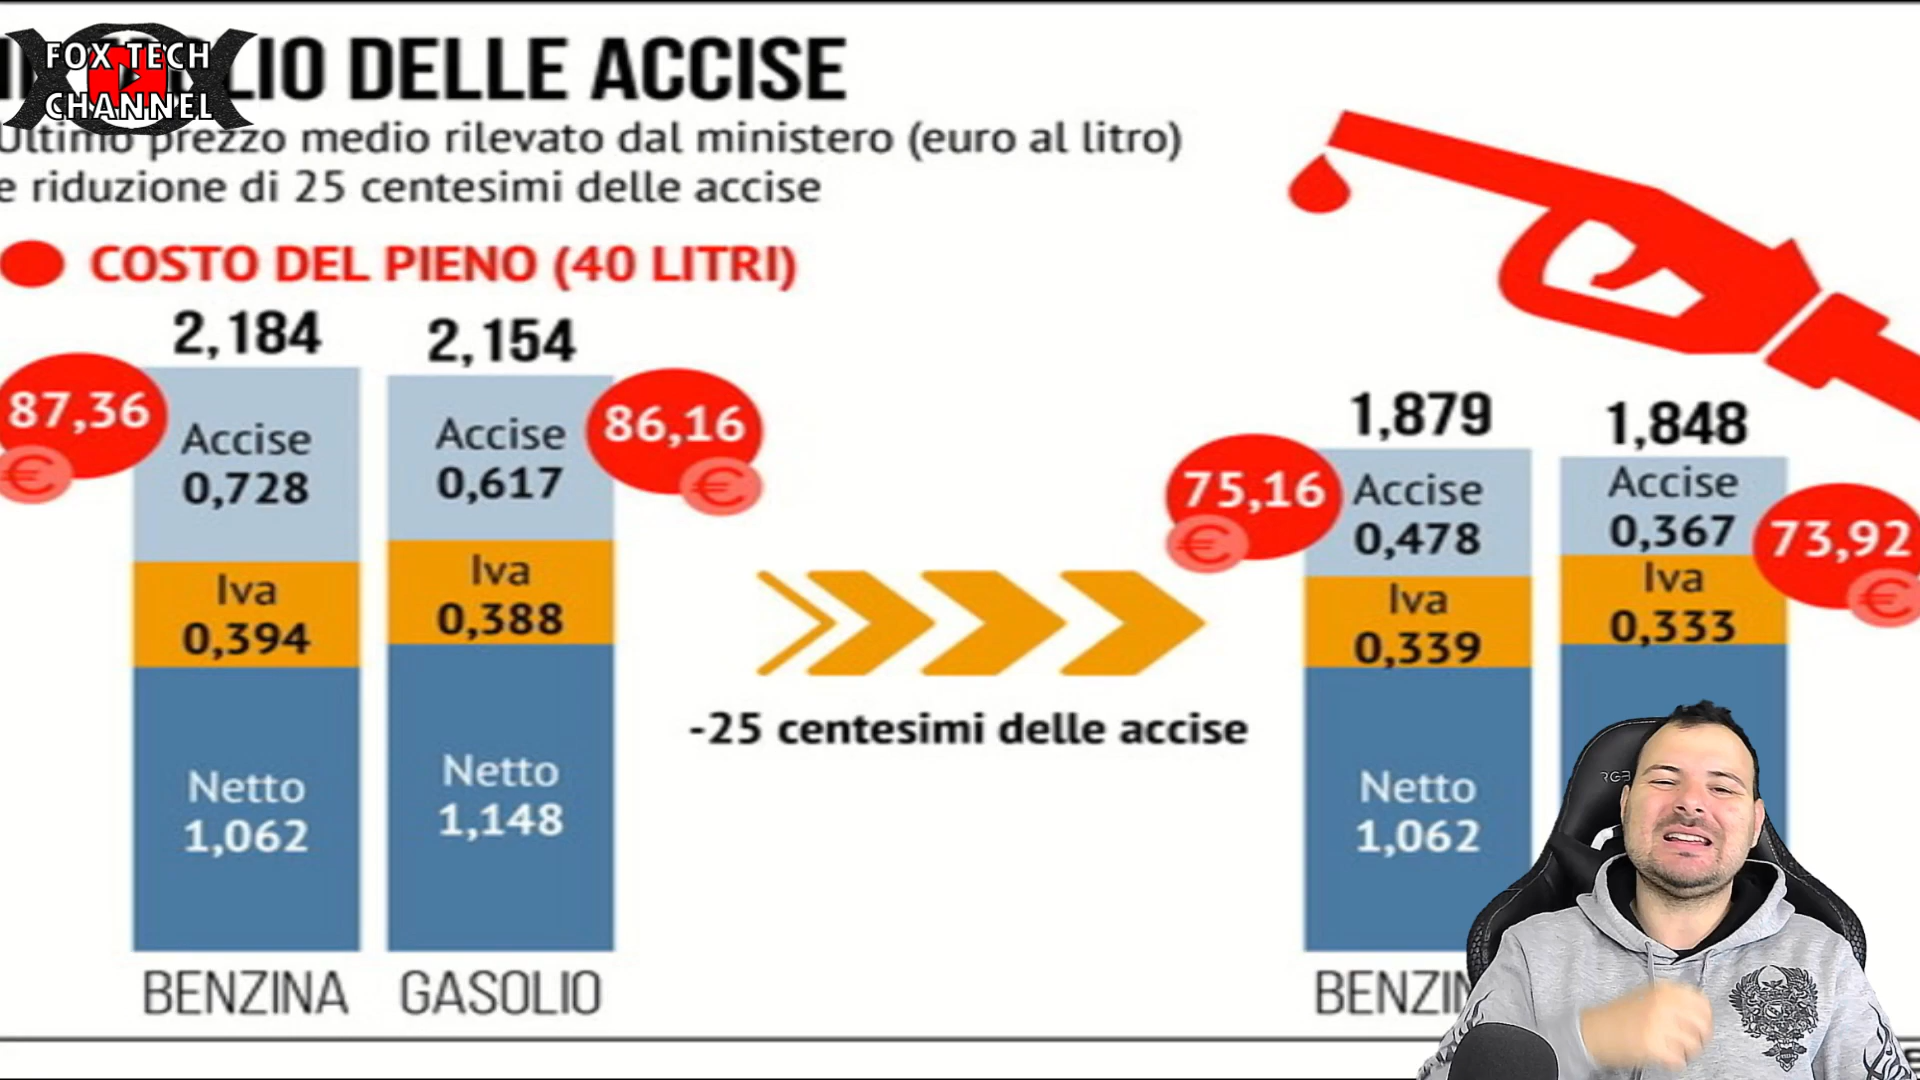 FOX TECH
CHANNEL
LIO DELLE ACCISE
Ultimo prezzo medio rilevato dal ministero (euro al litro)
e riduzione di 25 centesimi delle accise
COSTO DEL PIENO (40 LITRI)
2,184
2,154
87,36
€
Accise
0,728
Accise
0,617
86,16
€
Iva
0,394
Iva
0,388
Netto
1,062
Netto
1,148
BENZINA
GASOLIO
-25 centesimi delle accise
1,879
1,848
75,16
€
Accise
0,478
Accise
0,367
73,92
€
Iva
0,339
Iva
0,333
Netto
1,062
BENZIN